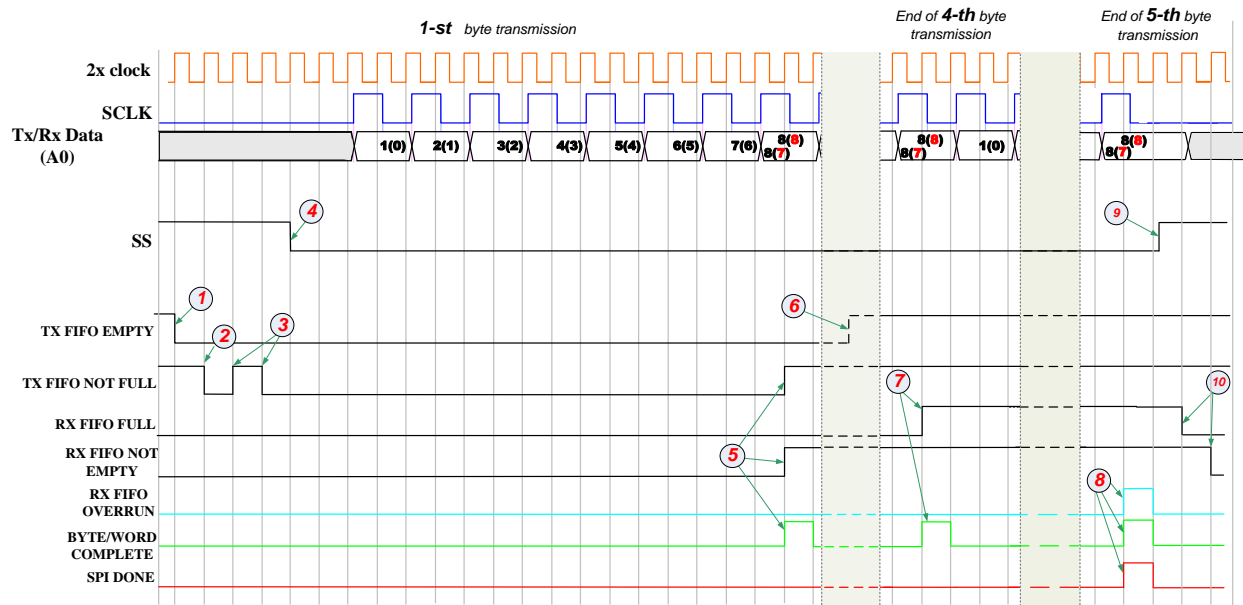 1-st byte transmission
End of 4-th byte
transmission
End of 5-th byte
transmission
2x clock
SCLK
Tx/Rx Data
(A0)
1(0)
2(1)
3(2)
4(3)
5(4)
6(5)
7(6)
8(8)
8(7)
8(8)
8(7)
1(0)
8(8)
8(7)
SS
4
9
TX FIFO EMPTY
1
6
2
3
TX FIFO NOT FULL
7
10
RX FIFO FULL
RX FIFO NOT
EMPTY
5
8
RX FIFO
OVERRUN
BYTE/WORD
COMPLETE
SPI DONE